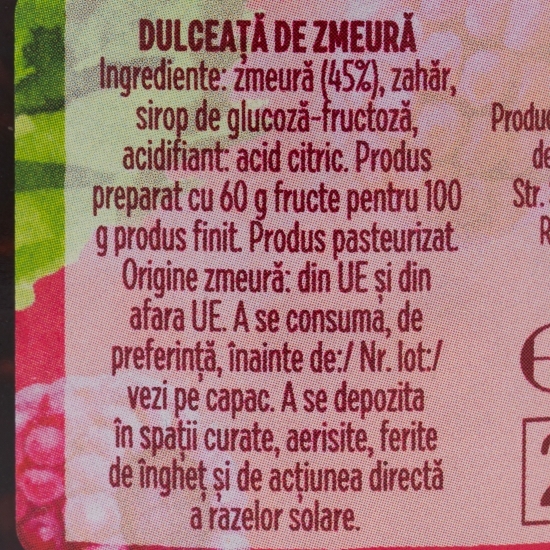 DULCEAȚĂ DE ZMEURĂ
Ingrediente: zmeură (45%), zahăr,
sirop de glucoză-fructoză,
acidifiant: acid citric. Produs
preparat cu 60 g fructe pentru 100
g produs finit. Produs pasteurizat.
Origine zmeură: din UE și din
afara UE. A se consuma, de
preferință, înainte de:/ Nr. lot:/
vezi pe capac. A se depozita
în spații curate, aerisite, ferite
de îngheț și de acțiunea directă
a razelor solare.
Produ
de
Str.